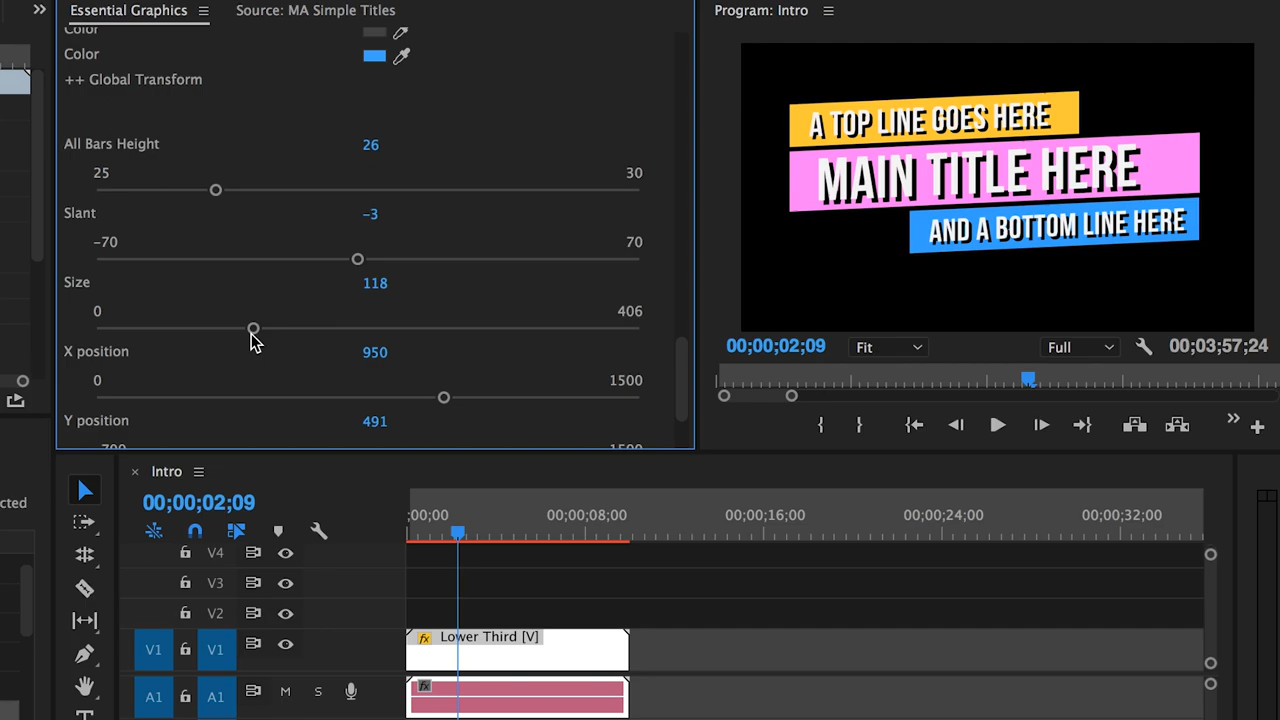 Essential Graphics
Source: MA Simple Titles
Program: Intro
Color
Color
++ Global Transform
All Bars Height
26
25
30
Slant
-3
-70
70
Size
118
0
406
X position
950
0
1500
Y position
491
A TOP LINE GOES HERE
MAIN TITLE HERE
AND A BOTTOM LINE HERE
00;00;02;09
Fit
Full
00;03;57;24
cted
Intro
00;00;02;09
;00;00
00;00;08;00
00;00;16;00
00;00;24;00
00;00;32;00
V4
V3
V2
V1
V1
fx
Lower Third [V]
A1
A1
M
S
fx